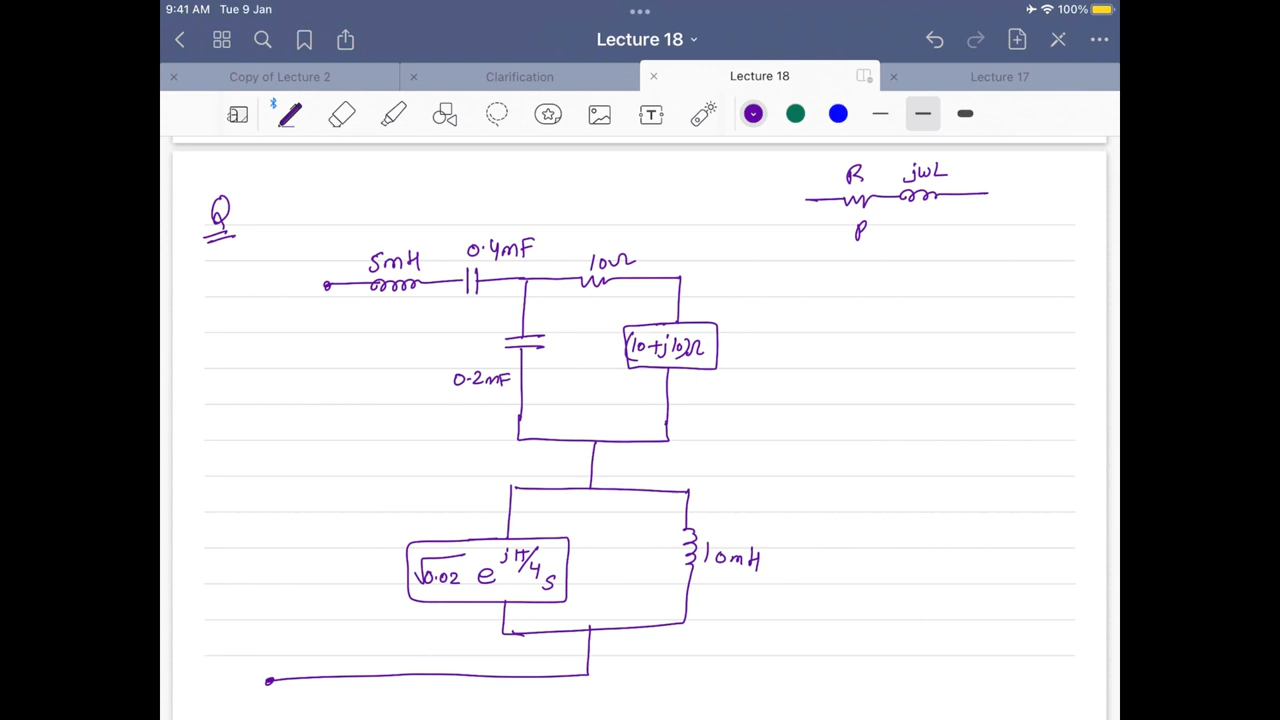 9:41 AM Tue 9 Jan
100%
Lecture 18
Copy of Lecture 2
Clarification
Lecture 18
Lecture 17
T
Q
R jωL
P
5mH
0.4mF
10Ω
(10+j10)Ω
0.2mF
√0.02 e^jπ/4 S
10mH